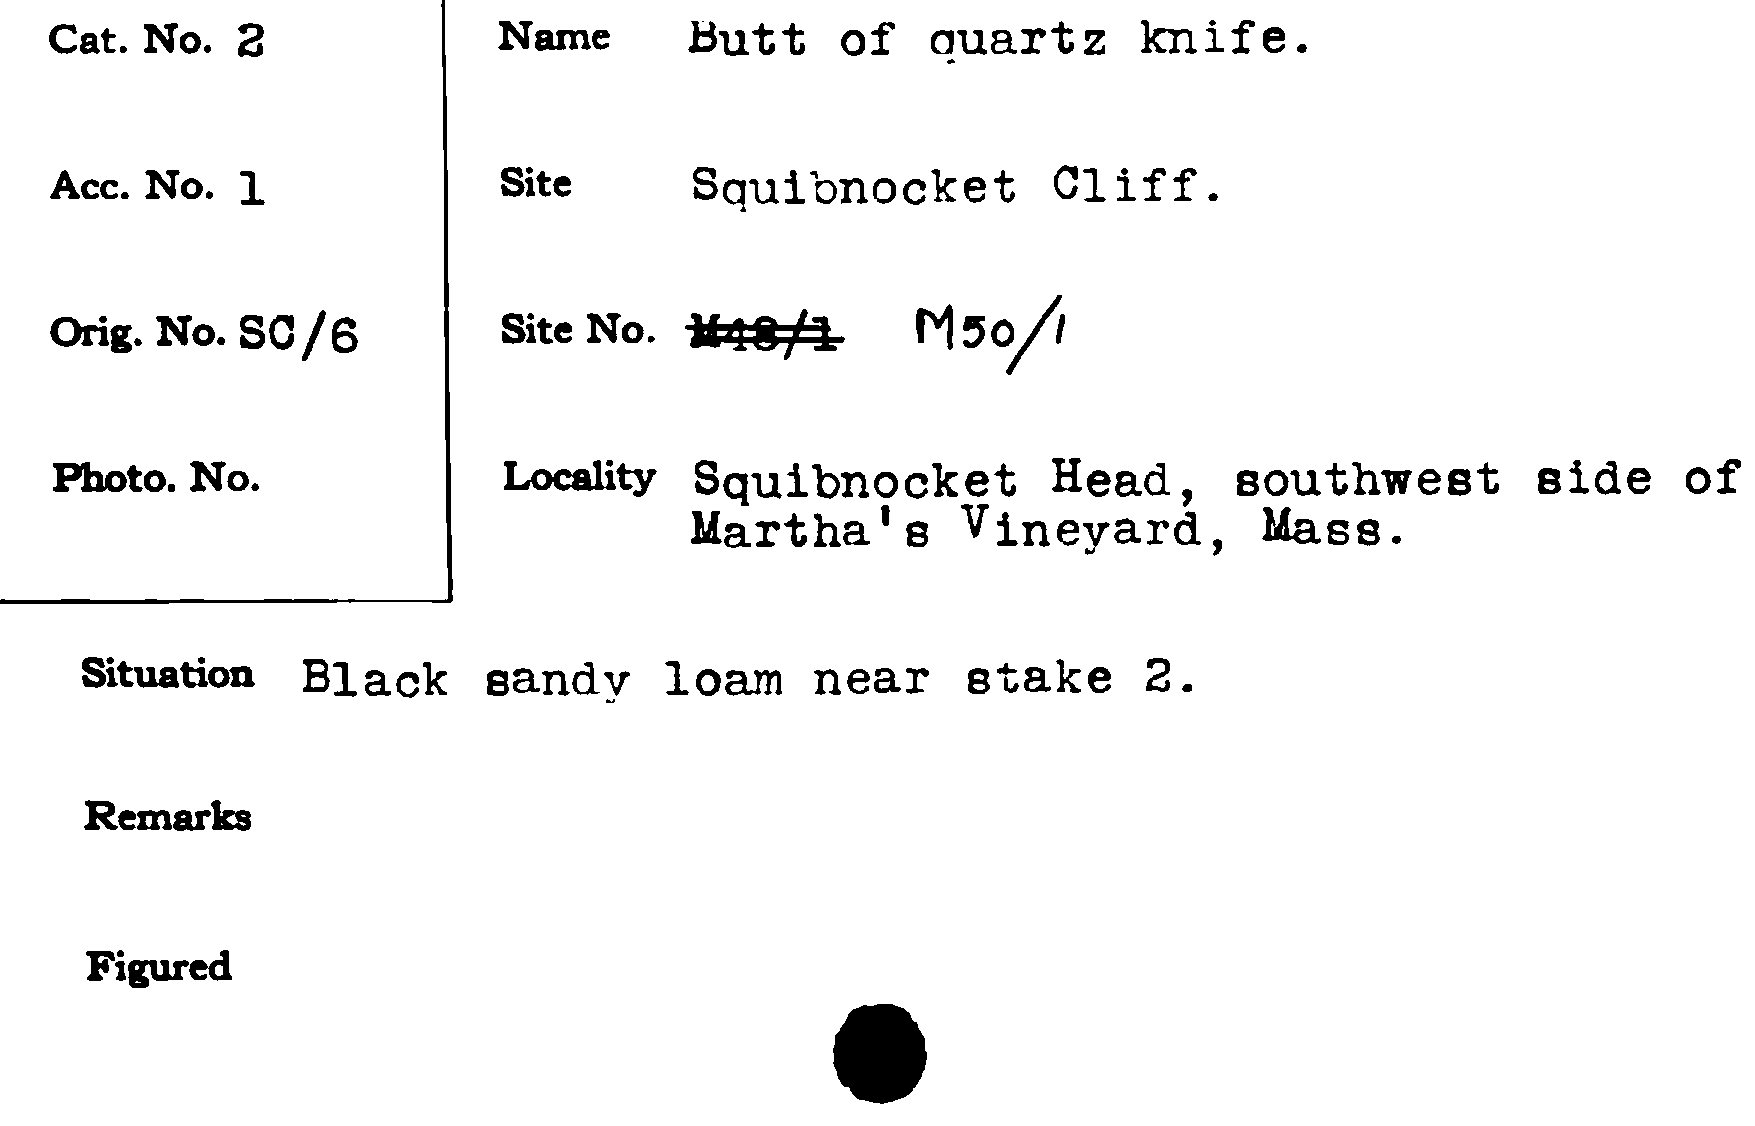 Cat. No. 2
Name Butt of quartz knife.
Acc. No. 1
Site Squibnocket Cliff.
Orig. No. SC/6
Site No. M48/1 M50/1
Photo. No.
Locality Squibnocket Head, southwest side of
Martha's Vineyard, Mass.
Situation Black sandy loam near stake 2.
Remarks
Figured